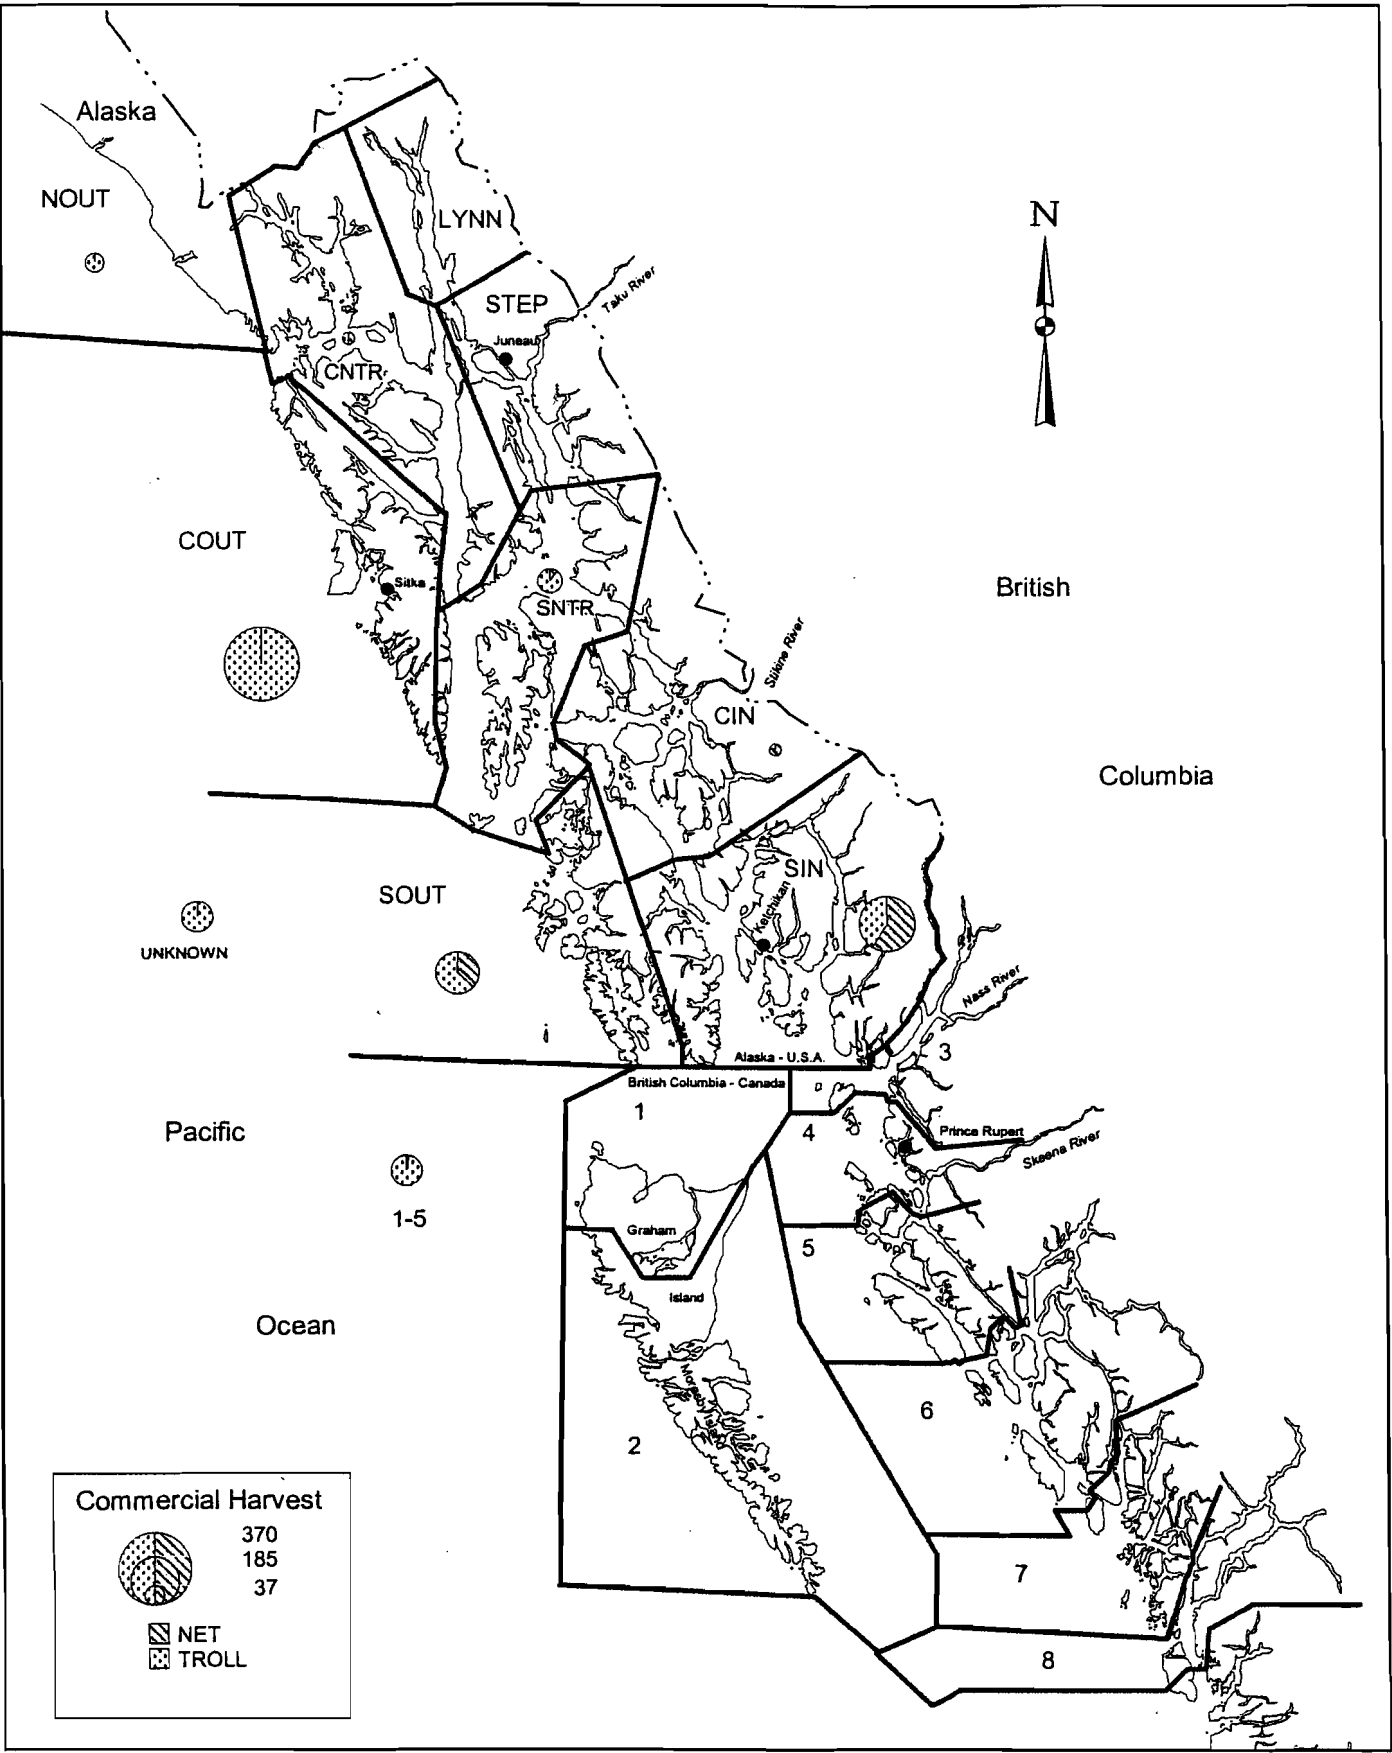 Alaska
NOUT
LYNN
N
STEP
Taku River
Juneau
CNTR
COUT
Sitka
SNTR
British
Stikine River
CIN
Columbia
SIN
SOUT
Ketchikan
UNKNOWN
Nass River
3
Alaska - U.S.A.
British Columbia - Canada
1
4
Pacific
Prince Rupert
Skeena River
1-5
Graham
5
Island
Ocean
Moresby Island
6
2
Commercial Harvest
370
185
37
7
NET
TROLL
8